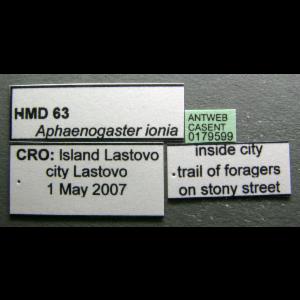 HMD 63
Aphaenogaster ionia
ANTWEB
CASENT
0179599
CRO: Island Lastovo
city Lastovo
1 May 2007
inside city
trail of foragers
on stony street